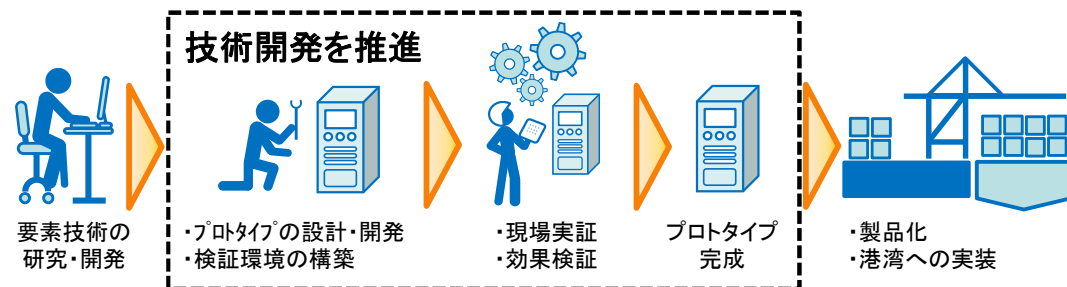 技術開発を推進
要素技術の
研究・開発
・プロトタイプの設計・開発
・検証環境の構築
・現場実証
・効果検証
プロトタイプ
完成
・製品化
・港湾への実装